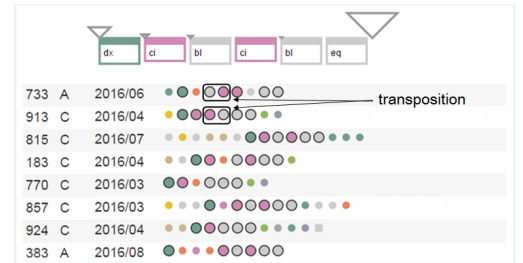 dx ci bl ci bl eq
733 A 2016/06
transposition
913 C 2016/04
815 C 2016/07
183 C 2016/04
770 C 2016/03
857 C 2016/03
924 C 2016/04
383 A 2016/08